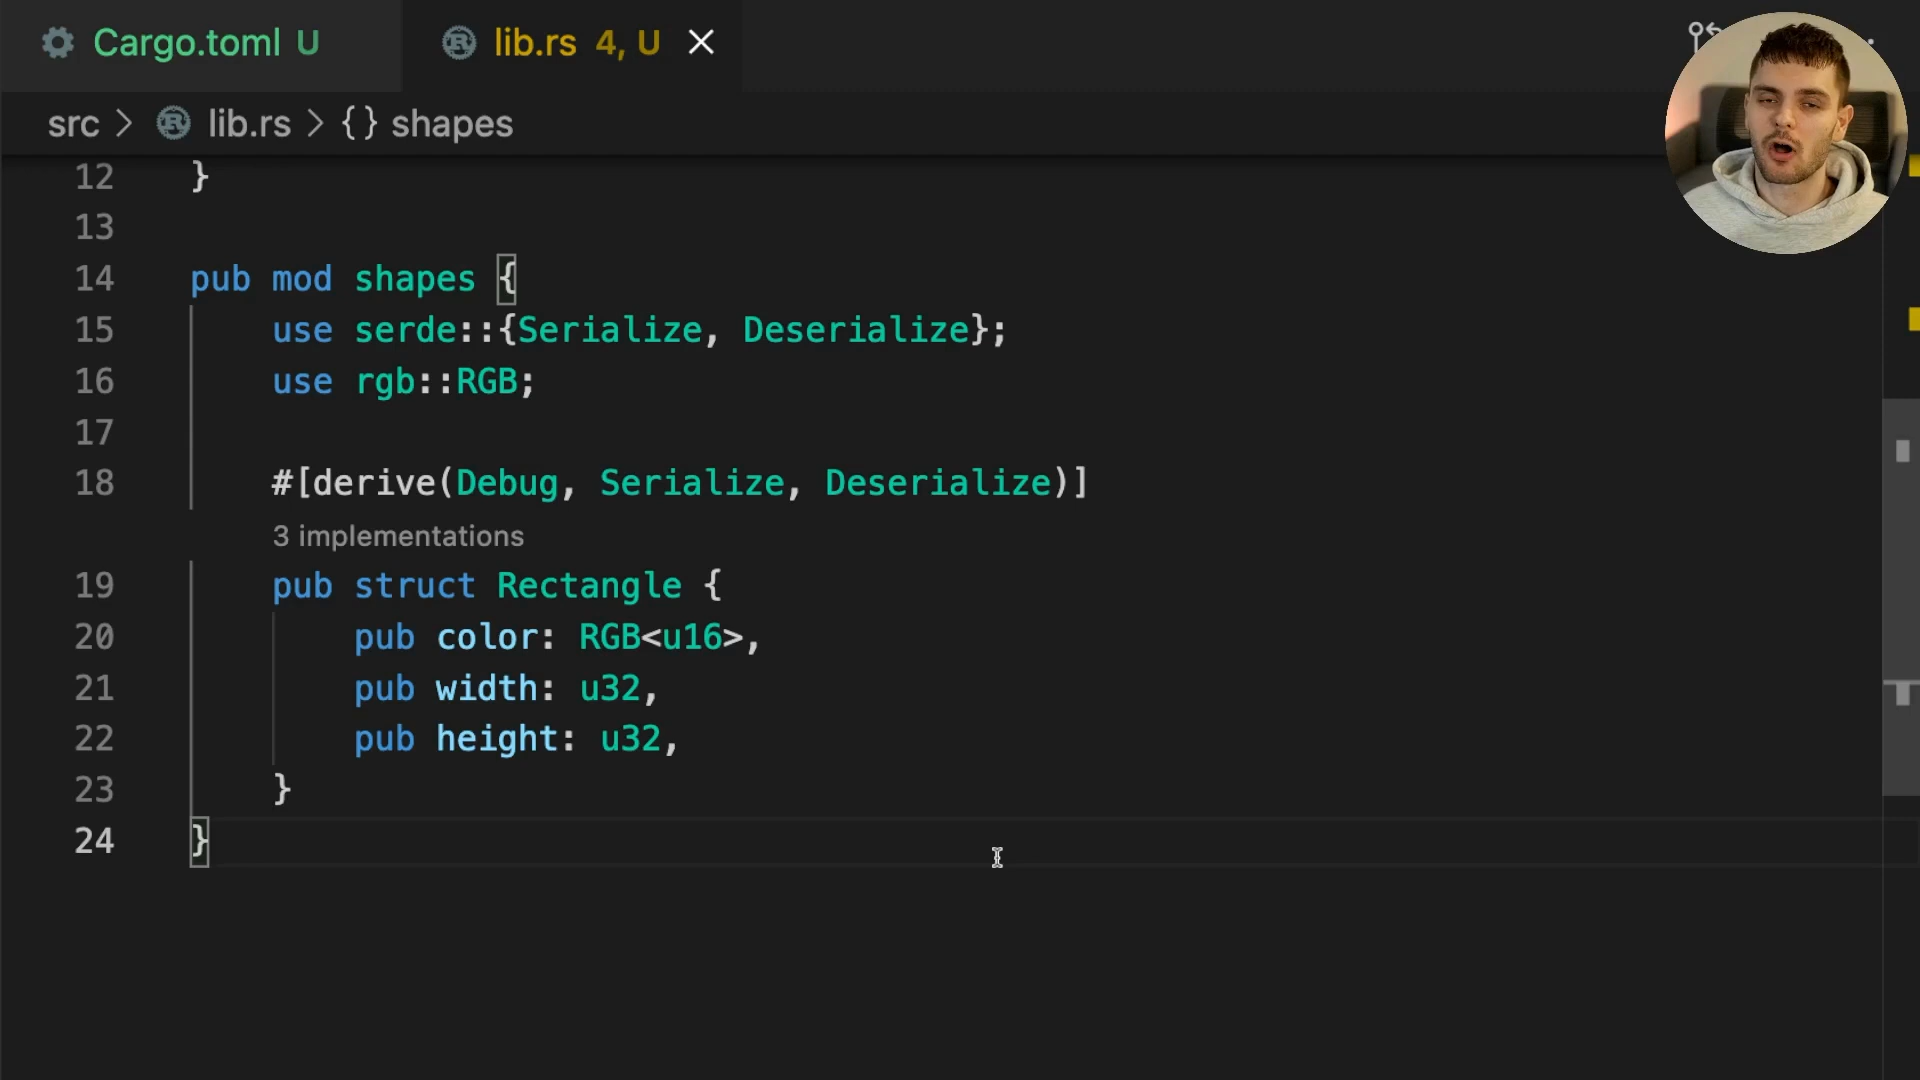 Cargo.toml U lib.rs 4, U
src > lib.rs > {} shapes
12 }
13
14 pub mod shapes {
15 use serde::{Serialize, Deserialize};
16 use rgb::RGB;
17
18 #[derive(Debug, Serialize, Deserialize)]
3 implementations
19 pub struct Rectangle {
20 pub color: RGB<u16>,
21 pub width: u32,
22 pub height: u32,
23 }
24 }